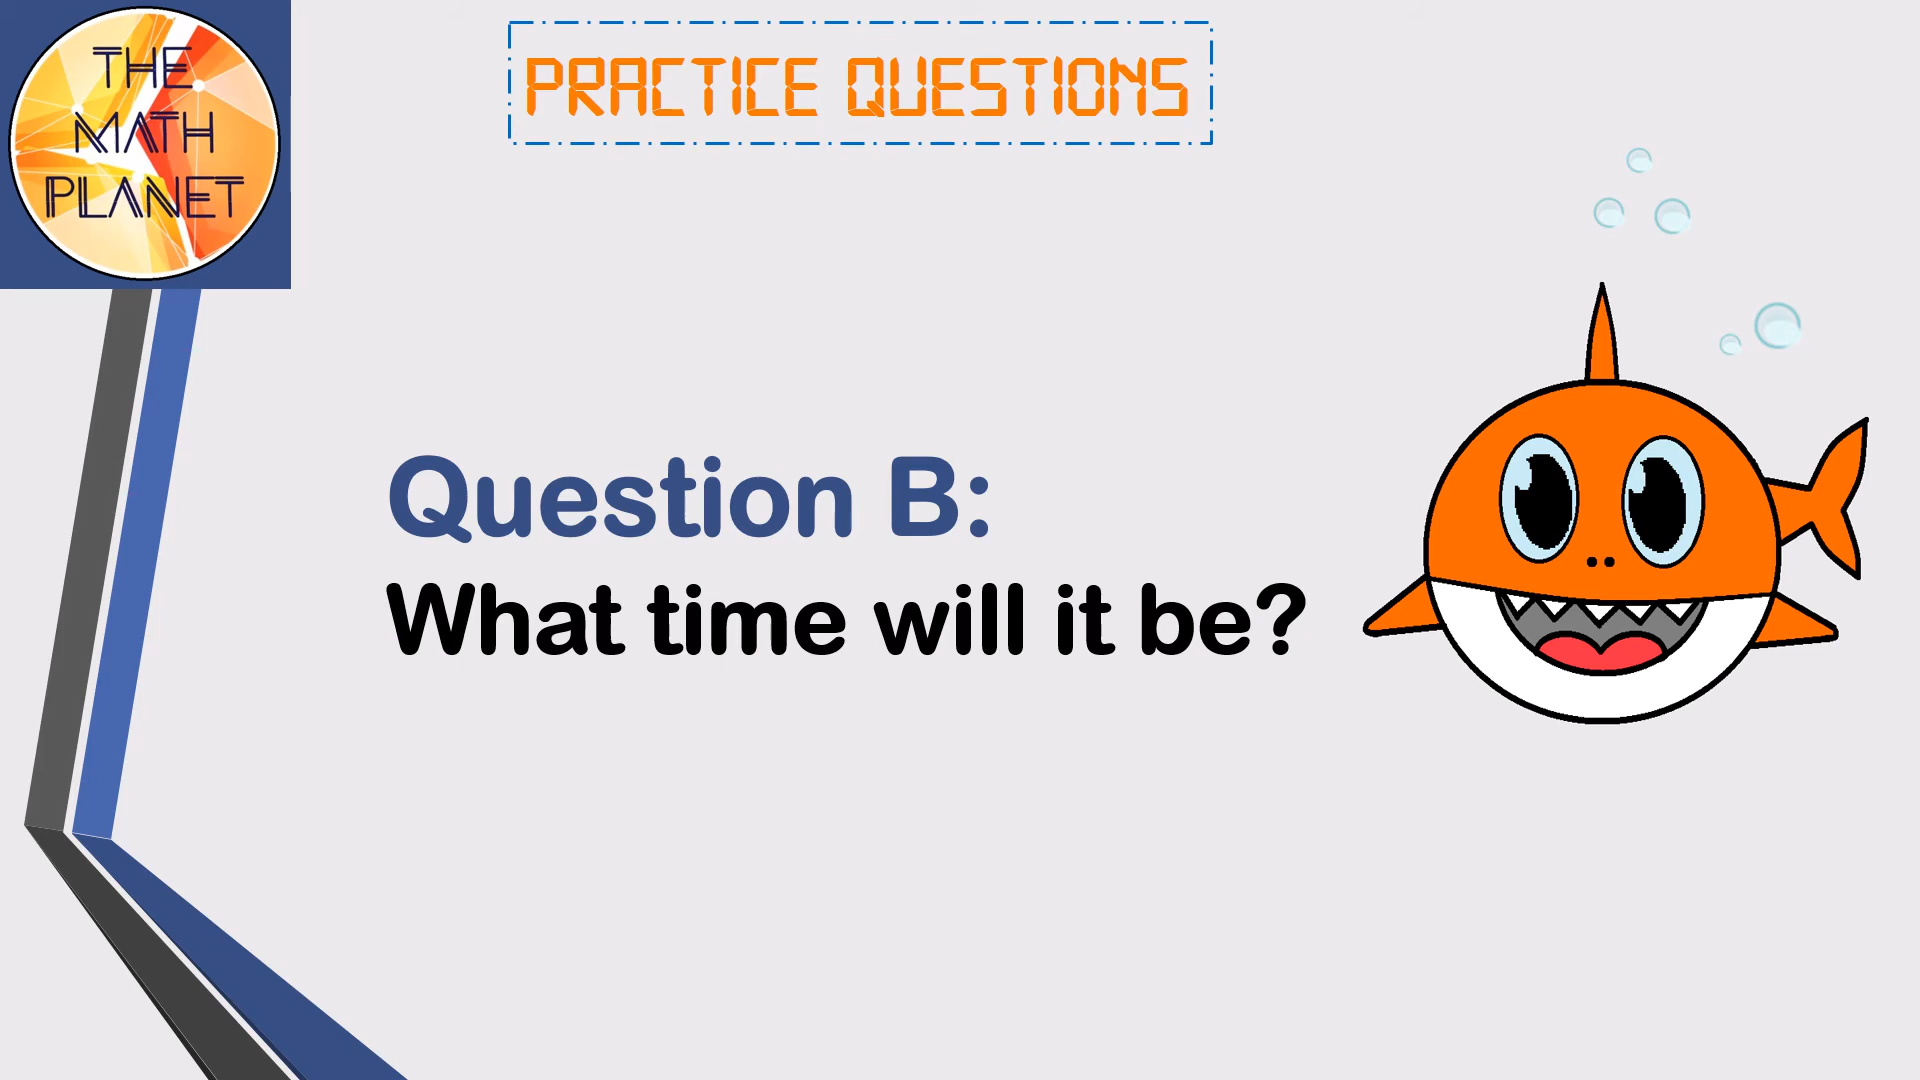 THE
MATH
PLANET
PRACTICE QUESTIONS
Question B:
What time will it be?